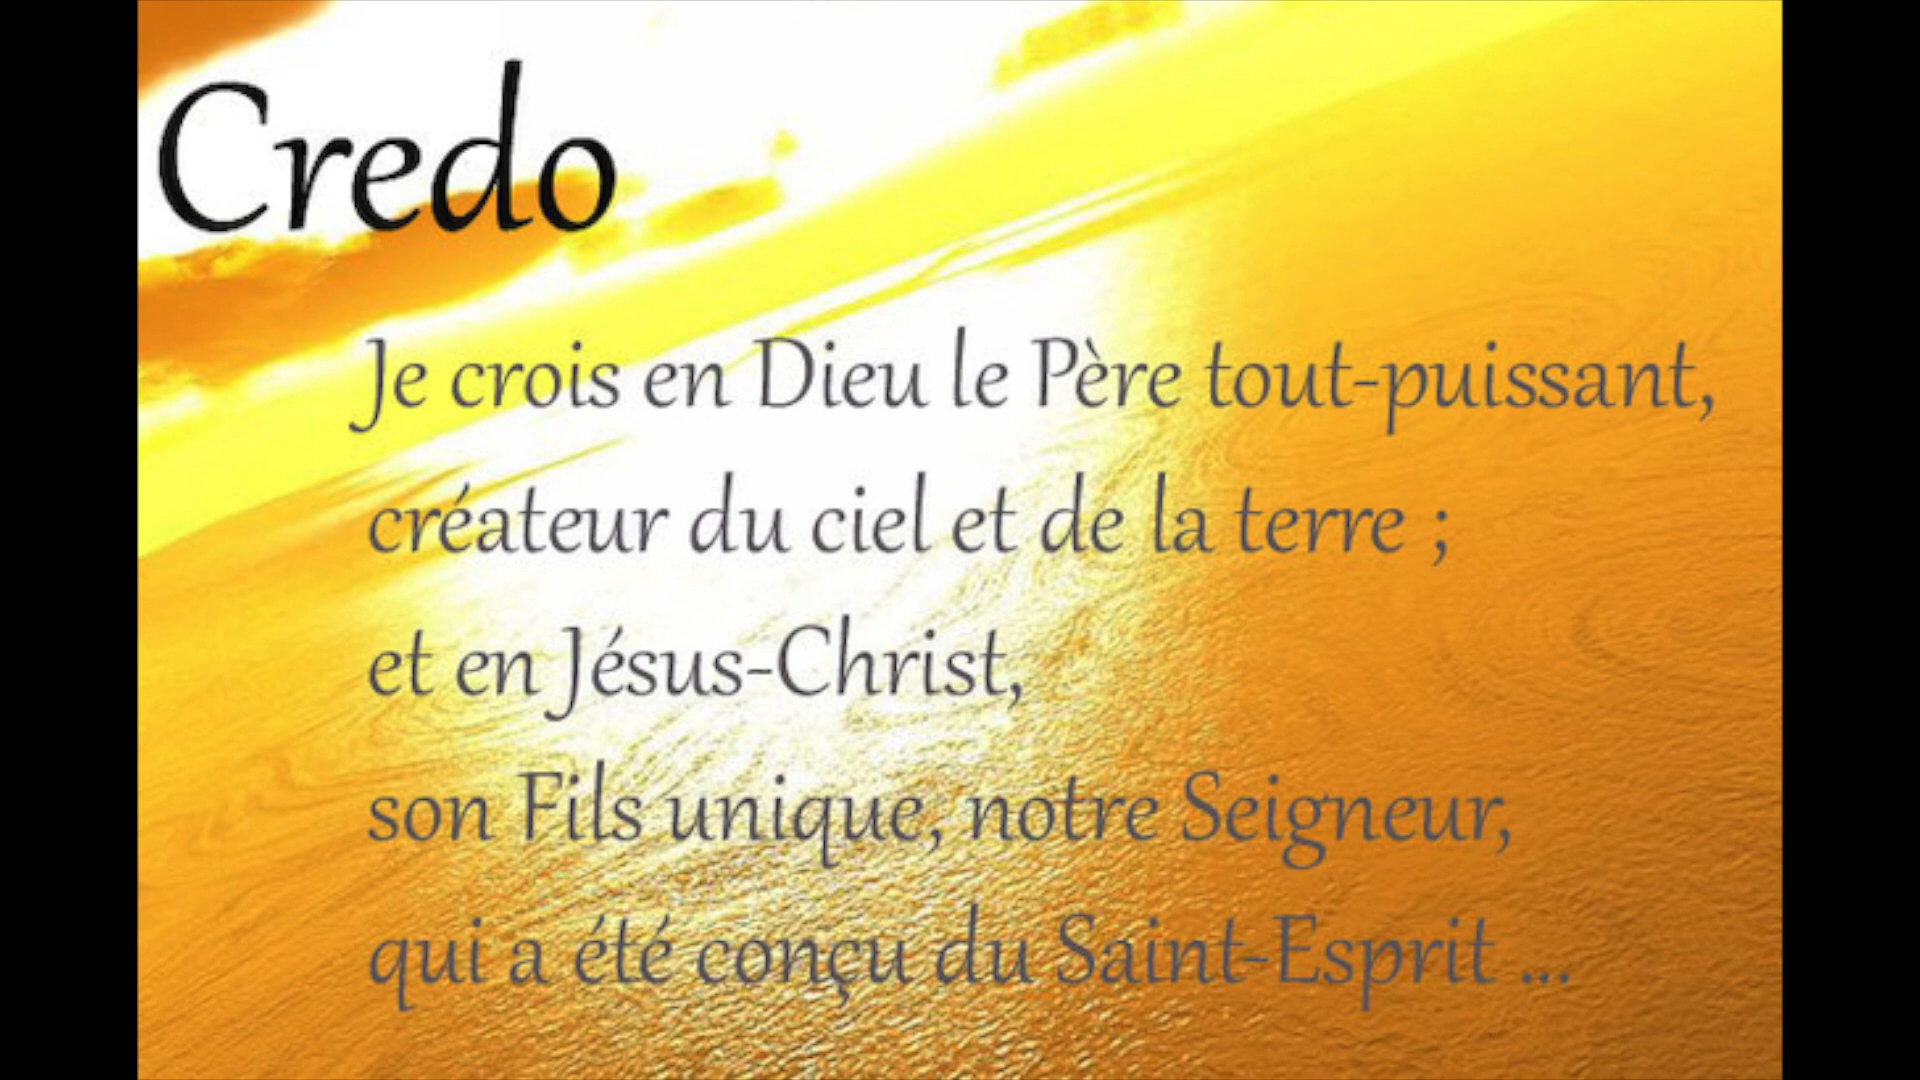 Credo
Je crois en Dieu le Père tout-puissant,
créateur du ciel et de la terre ;
et en Jésus-Christ,
son Fils unique, notre Seigneur,
qui a été conçu du Saint-Esprit ...